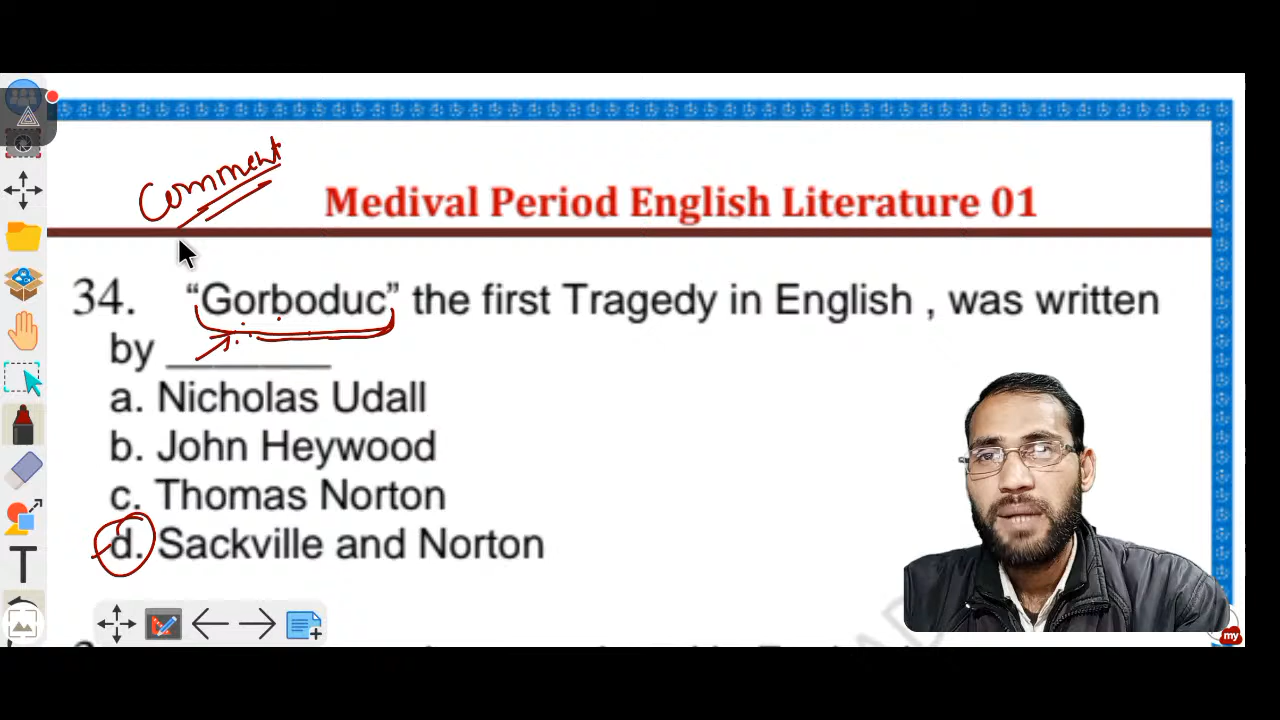 Comment
Medival Period English Literature 01
34. “Gorboduc” the first Tragedy in English , was written
by ________
a. Nicholas Udall
b. John Heywood
c. Thomas Norton
d. Sackville and Norton
my